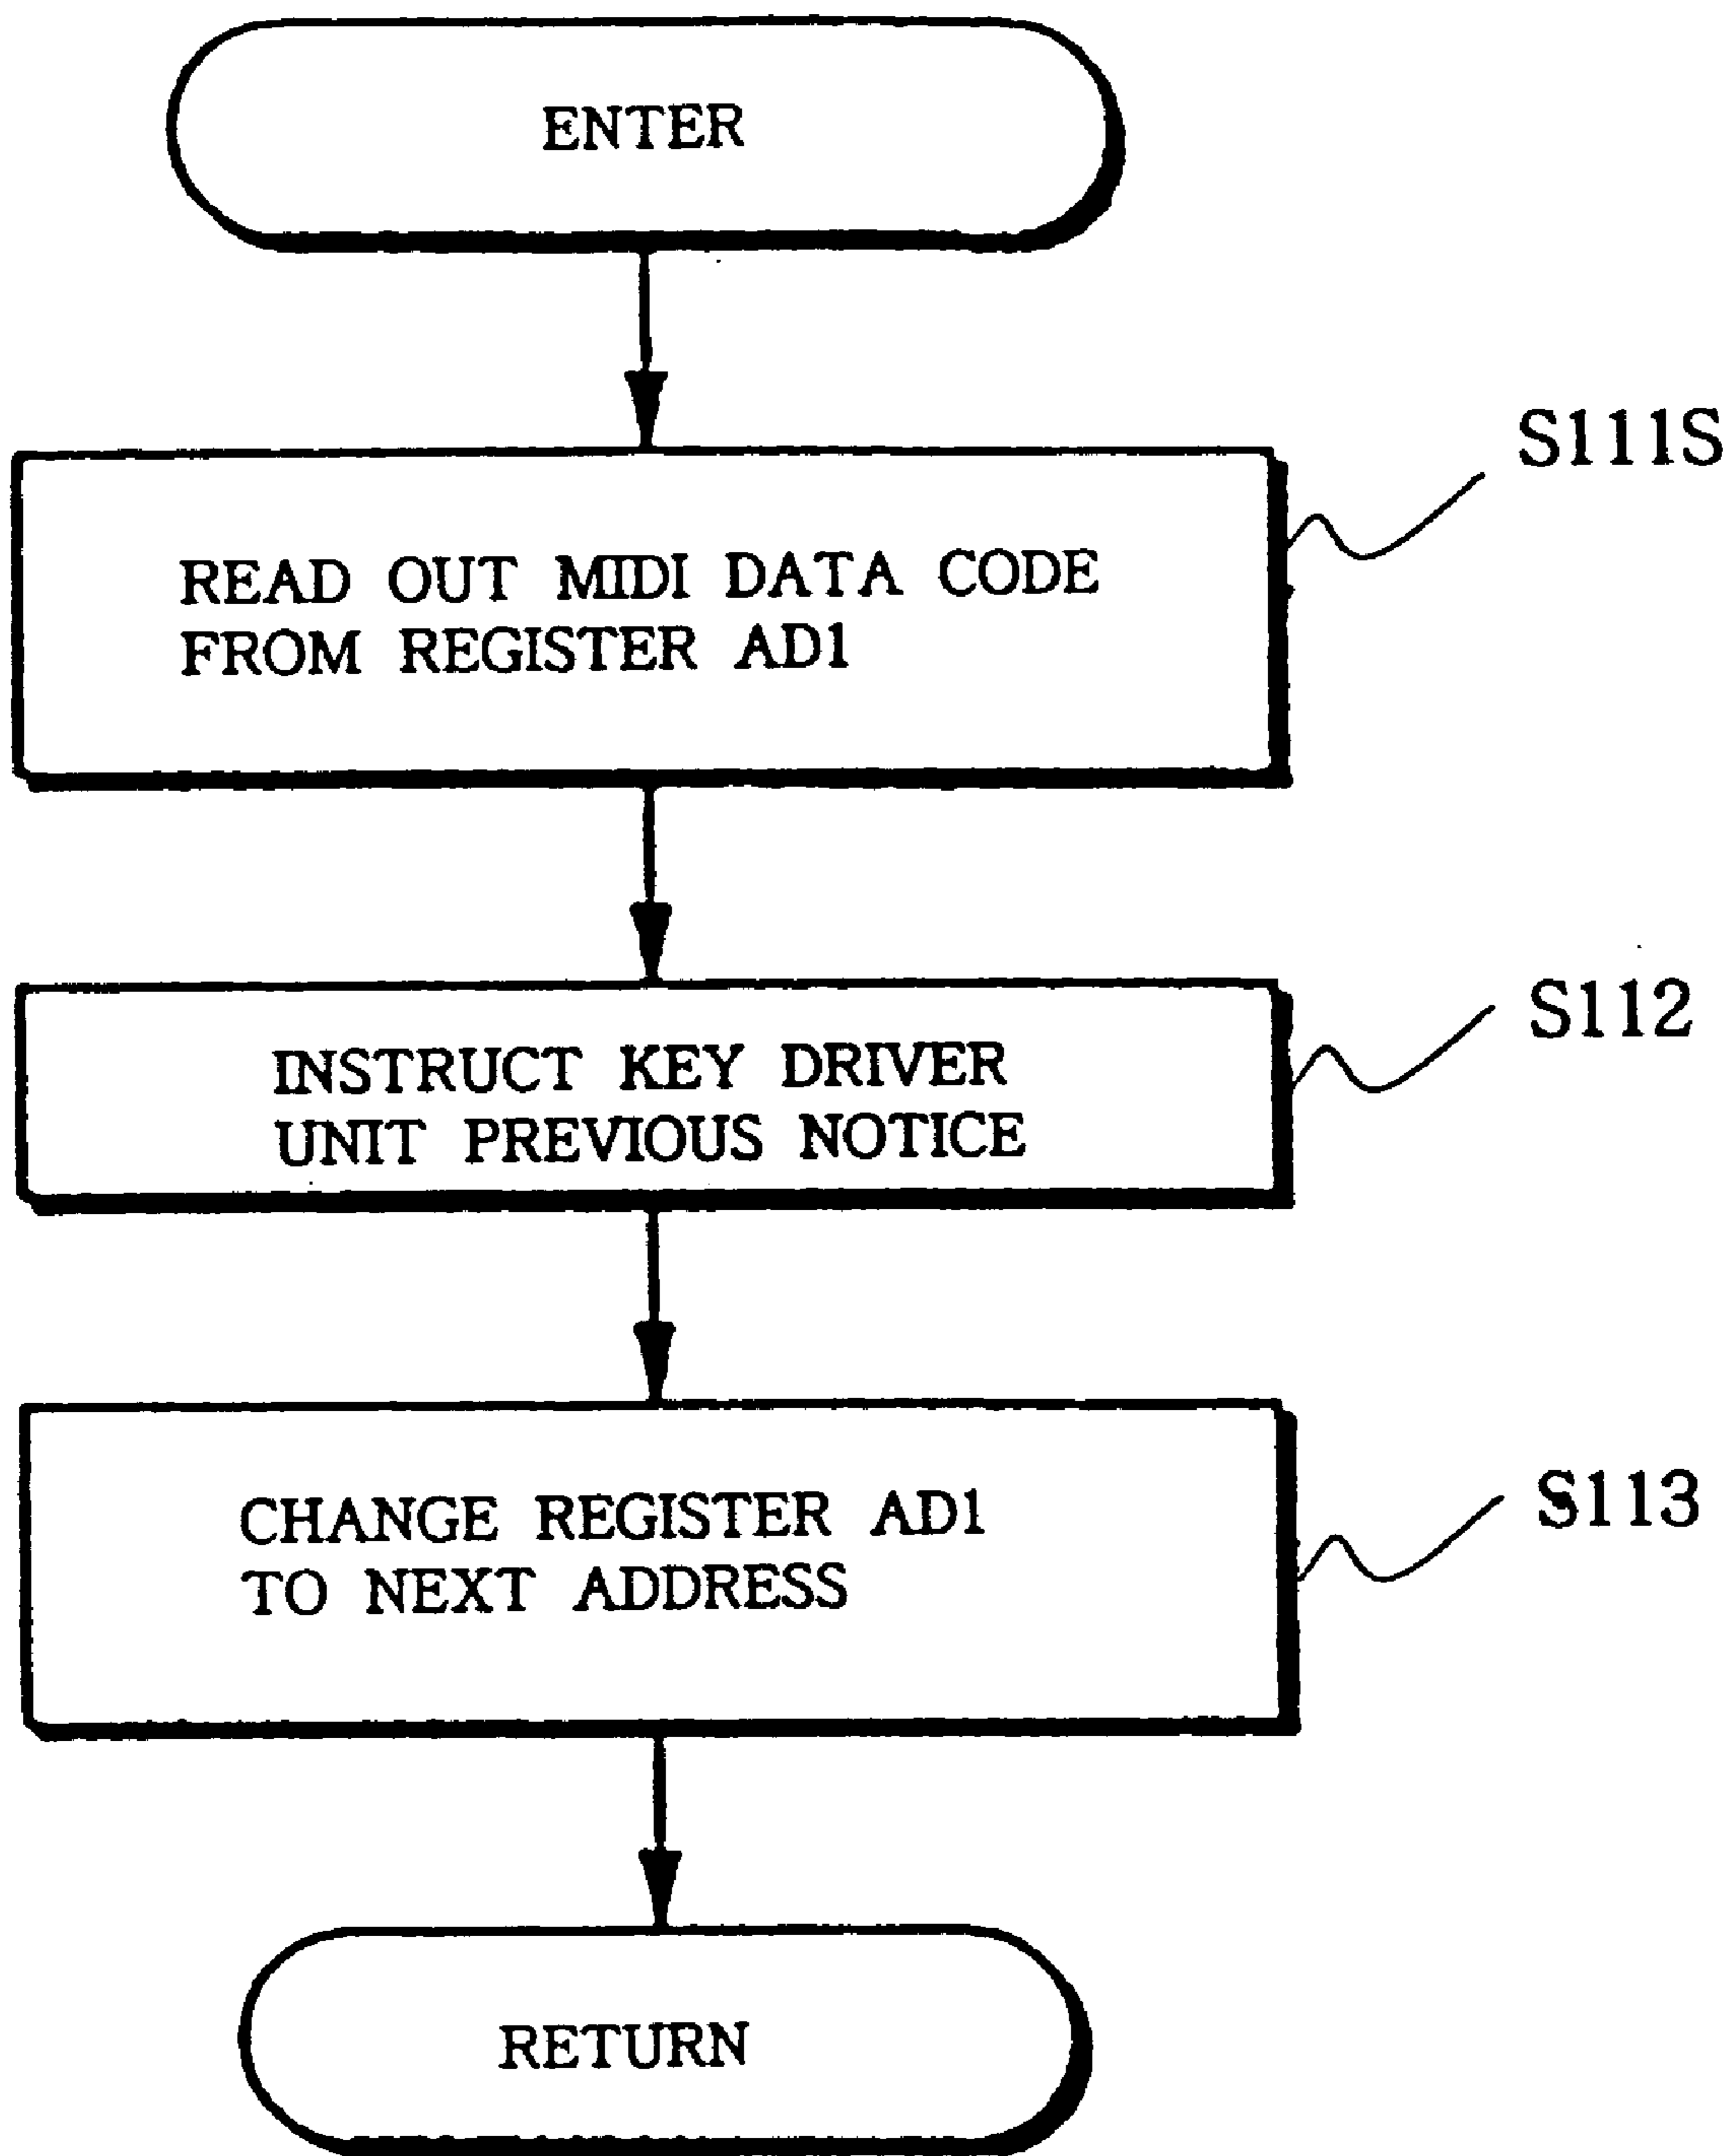 ENTER
S111S
READ OUT MIDI DATA CODE
FROM REGISTER AD1
S112
INSTRUCT KEY DRIVER
UNIT PREVIOUS NOTICE
S113
CHANGE REGISTER AD1
TO NEXT ADDRESS
RETURN